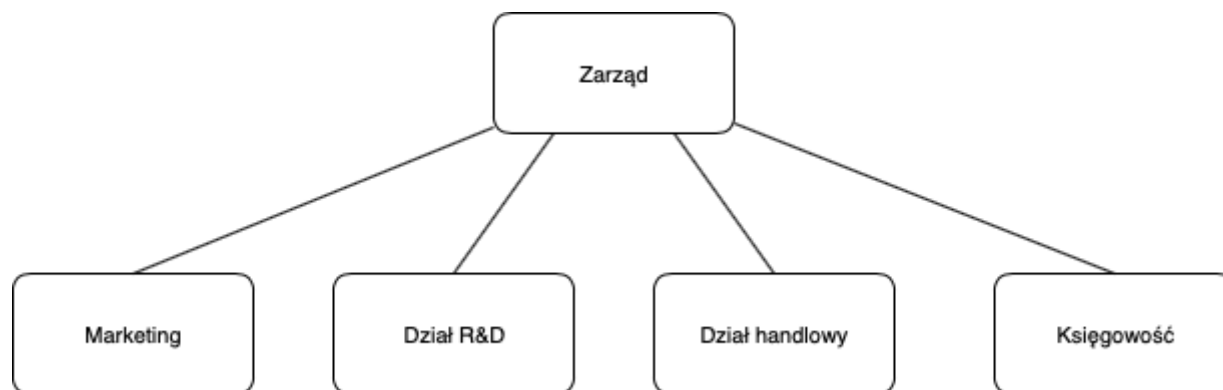 Zarząd
Marketing
Dział R&D
Dział handlowy
Księgowość